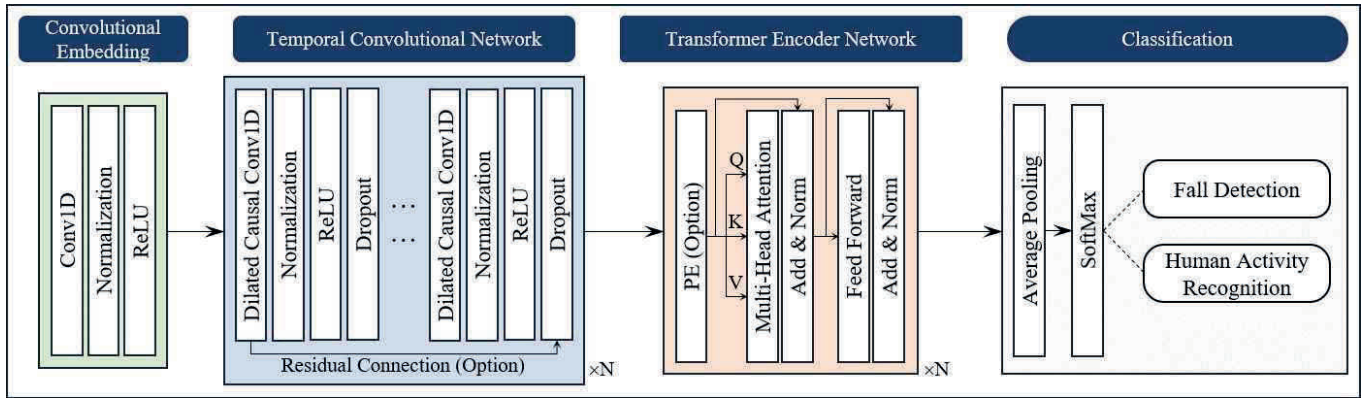 Convolutional
Embedding
Temporal Convolutional Network
Transformer Encoder Network
Classification
Conv1D
Normalization
ReLU
Dilated Causal Conv1D
Normalization
ReLU
Dropout
...
...
Dilated Causal Conv1D
Normalization
ReLU
Dropout
Residual Connection (Option)
×N
PE (Option)
Q
K
V
Multi-Head Attention
Add & Norm
Feed Forward
Add & Norm
×N
Average Pooling
SoftMax
Fall Detection
Human Activity
Recognition